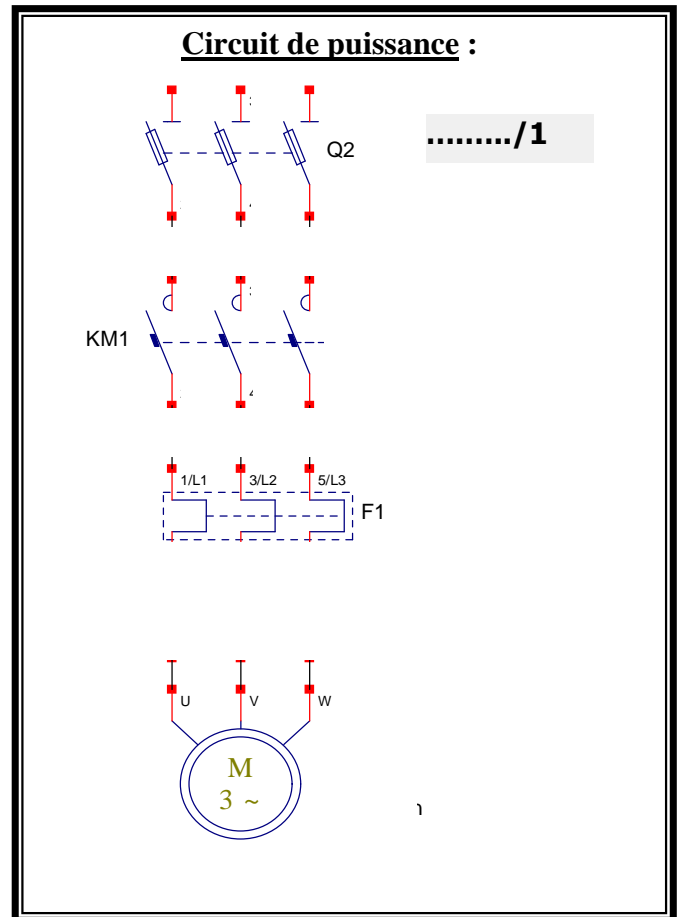 Circuit de puissance :
Q2
........./1
KM1
1/L1 3/L2 5/L3
F1
U V W
M
3 ~